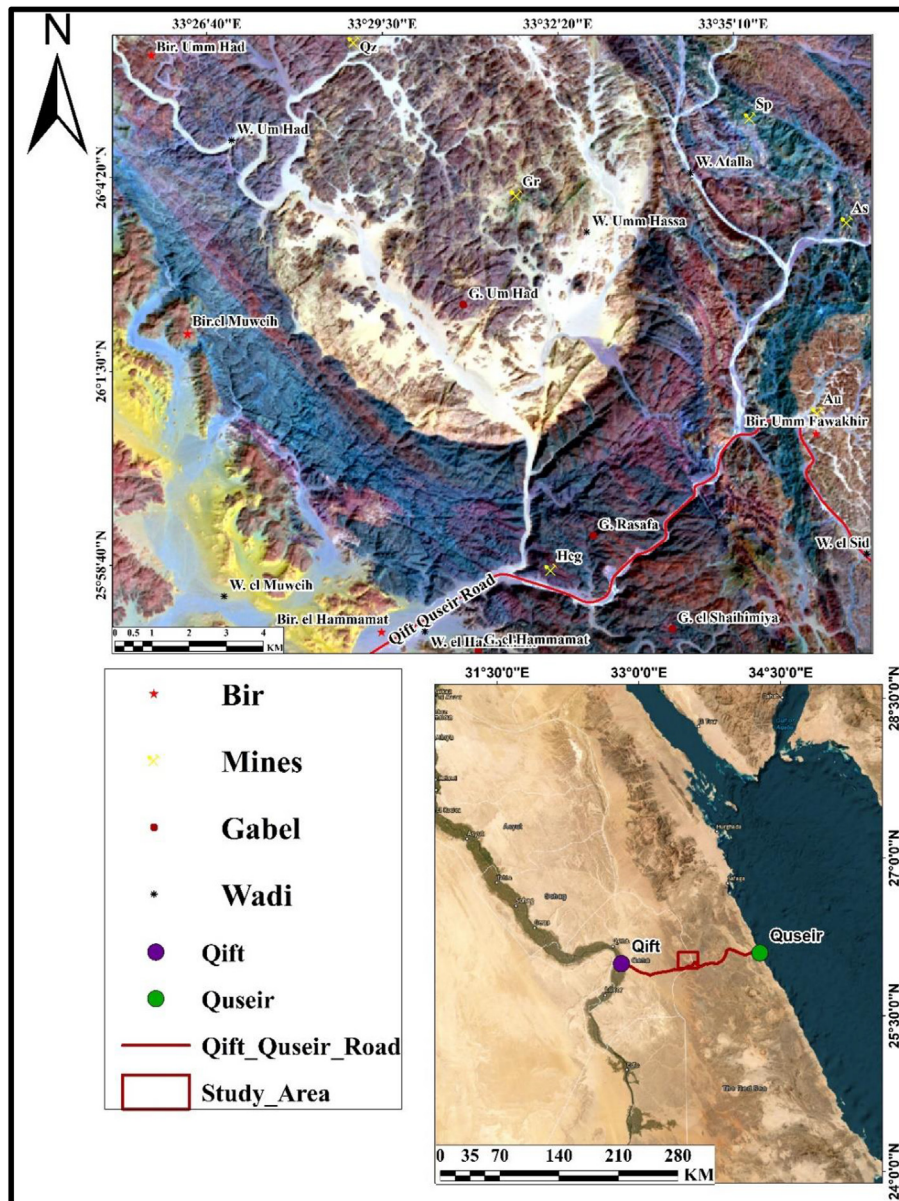 N
33°26'40"E 33°29'30"E 33°32'20"E 33°35'10"E
Bir. Umm Had
Qz
Sp
W. Um Had
W. Atalla
26°4'20"N
Gr
As
W. Umm Hassa
G. Um Had
Bir.el Muweih
26°1'30"N
Au
Bir. Umm Fawakhir
G. Rasafa
W. el Sid
Hcg
25°58'40"N
W. el Muweih
Qift Quseir Road
G. el Shaihimiya
Bir. el Hammamat
G. el Hammamat
0 0.5 1 2 3 4
KM
31°30'0"E 33°0'0"E 34°30'0"E
28°30'0"N
Bir
Mines
Gabel
27°0'0"N
Wadi
Sohag
Qift
Quseir
Qift
Quseir
25°30'0"N
Qift_Quseir_Road
The Red Sea
Study_Area
0 35 70 140 210 280
KM
24°0'0"N